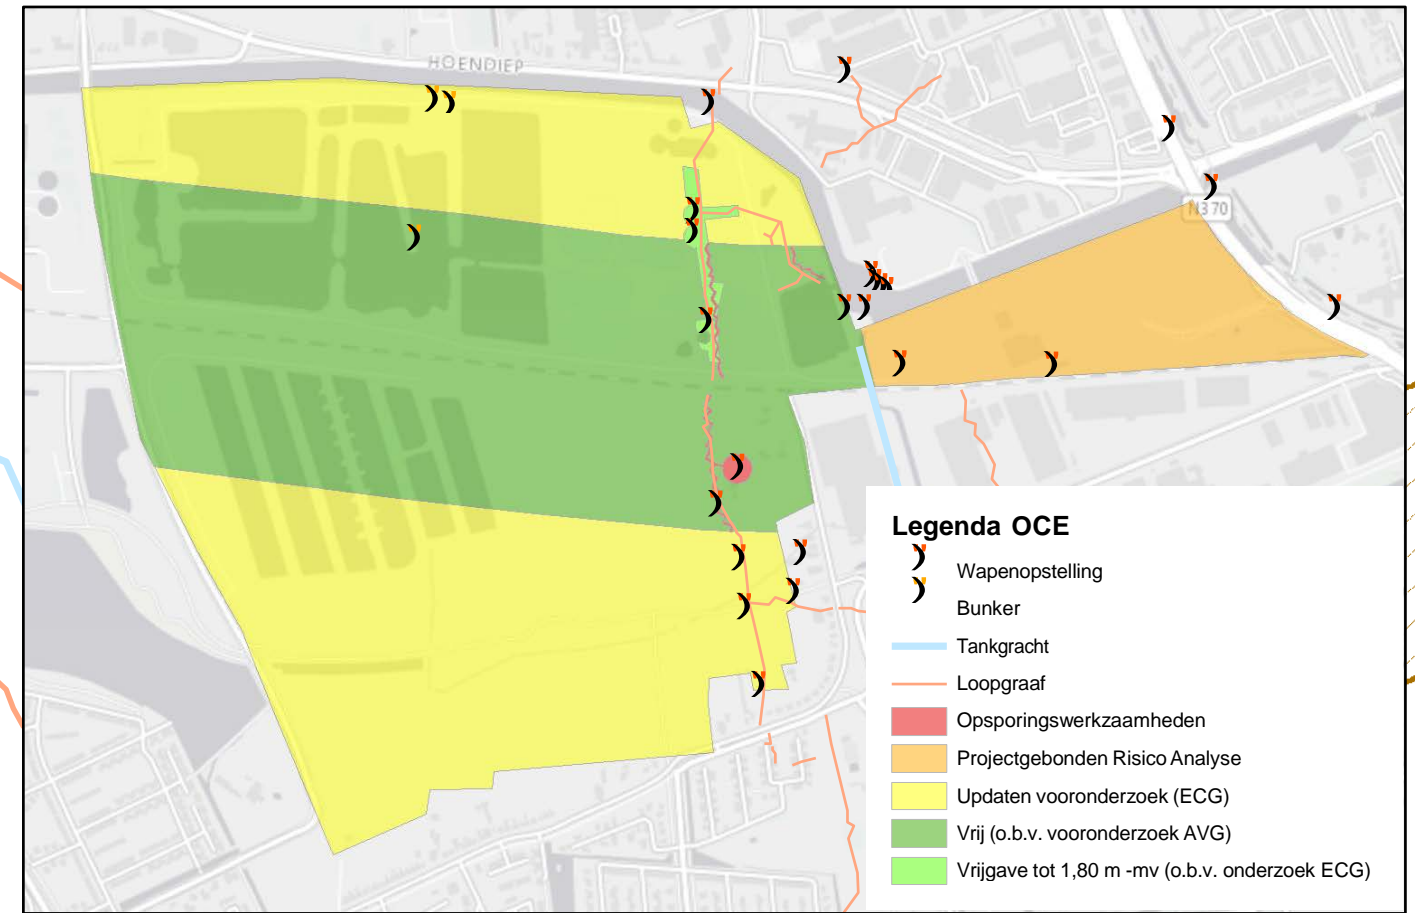 HOENDIEP
N370
Legenda OCE
Wapenopstelling
Bunker
Tankgracht
Loopgraaf
Opsporingswerkzaamheden
Projectgebonden Risico Analyse
Updaten vooronderzoek (ECG)
Vrij (o.b.v. vooronderzoek AVG)
Vrijgave tot 1,80 m -mv (o.b.v. onderzoek ECG)